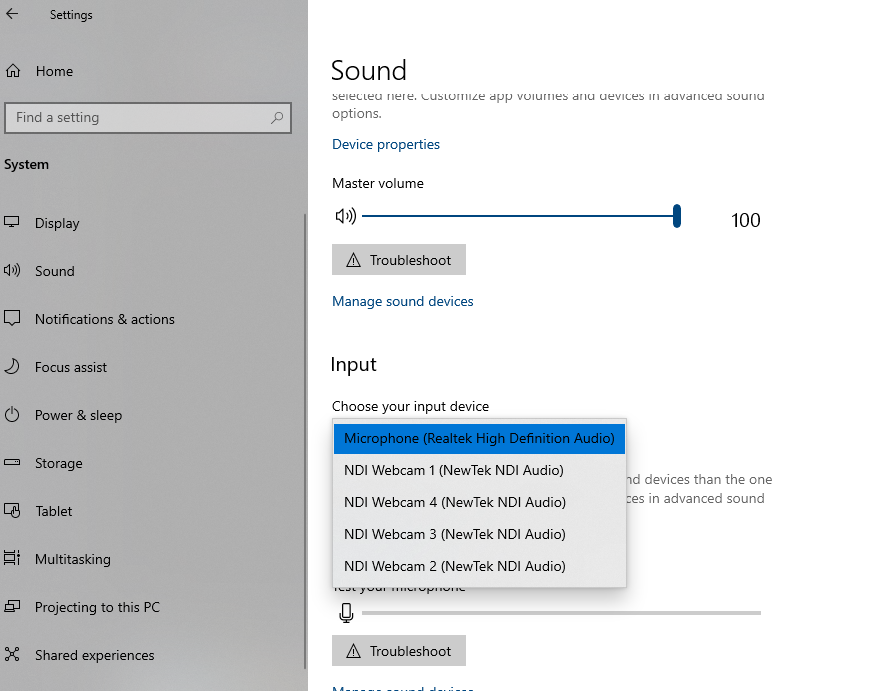 Settings
Home
Find a setting
System
Display
Sound
Notifications & actions
Focus assist
Power & sleep
Storage
Tablet
Multitasking
Projecting to this PC
Shared experiences
Sound
selected here. Customize app volumes and devices in advanced sound
options.
Device properties
Master volume
100
Troubleshoot
Manage sound devices
Input
Choose your input device
Microphone (Realtek High Definition Audio)
NDI Webcam 1 (NewTek NDI Audio)
nd devices than the one
NDI Webcam 4 (NewTek NDI Audio)
ces in advanced sound
NDI Webcam 3 (NewTek NDI Audio)
NDI Webcam 2 (NewTek NDI Audio)
Test your microphone
Troubleshoot
Manage sound devices